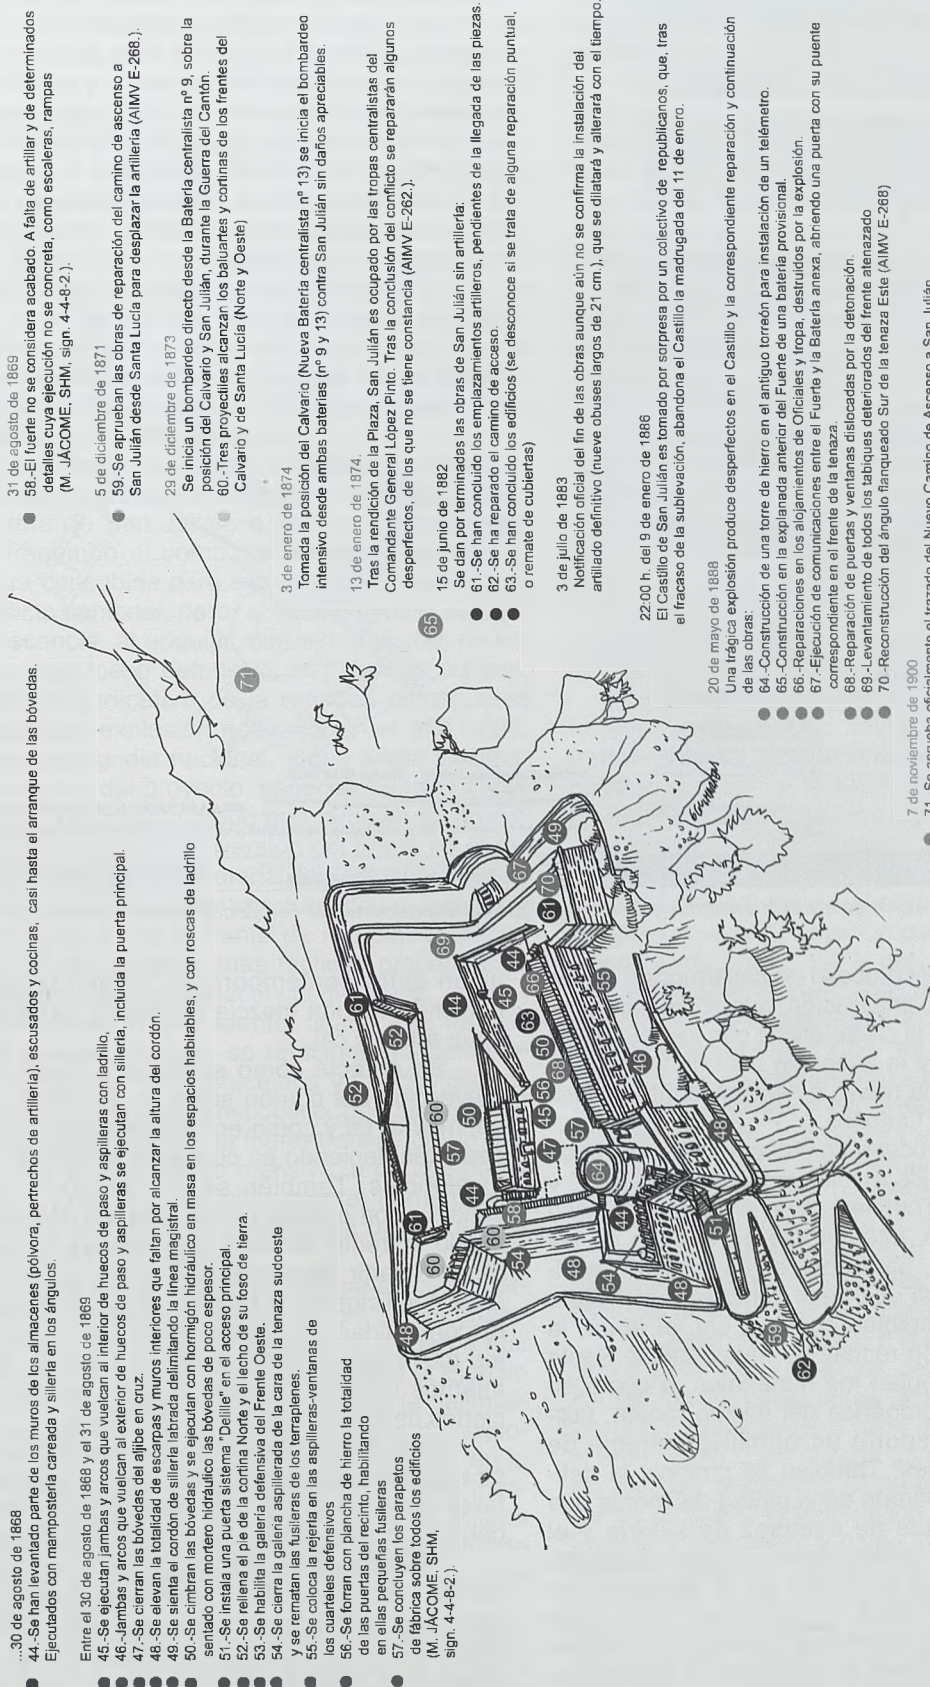 ...30 de agosto de 1868
44.-Se han levantado parte de los muros de los almacenes (pólvora, pertrechos de artillería), escusados y cocinas, casi hasta el arranque de las bóvedas.
Ejecutados con mampostería careada y sillería en los ángulos.
Entre el 30 de agosto de 1868 y el 31 de agosto de 1869
45.-Se ejecutan jambas y arcos que vuelcan al interior de huecos de paso y aspilleras con ladrillo,
46.-Jambas y arcos que vuelcan al exterior de huecos de paso y aspilleras se ejecutan con sillería, incluida la puerta principal.
47.-Se cierran las bóvedas del aljibe en cruz.
48.-Se elevan la totalidad de escarpas y muros interiores que faltan por alcanzar la altura del cordón.
49.-Se sienta el cordón de sillería labrada delimitando la línea magistral.
50.-Se cimbran las bóvedas y se ejecutan con hormigón hidráulico en masa en los espacios habitables, y con roscas de ladrillo
sentado con mortero hidráulico las bóvedas de poco espesor.
51.-Se instala una puerta sistema "Delille" en el acceso principal.
52.-Se rellena el pie de la cortina Norte y el lecho de su foso de tierra.
53.-Se habilita la galería defensiva del Frente Oeste.
54.-Se cierra la galería aspillerada de la cara de la tenaza sudoeste
y se rematan las fusileras de los terraplenes.
55.-Se coloca la rejería en las aspilleras-ventanas de
los cuarteles defensivos
56.-Se forran con plancha de hierro la totalidad
de las puertas del recinto, habilitando
en ellas pequeñas fusileras
57.-Se concluyen los parapetos
de fábrica sobre todos los edificios
(M. JÁCOME, SHM,
sign. 4-4-8-2.).
31 de agosto de 1869
58.-El fuerte no se considera acabado. A falta de artillar y de determinados
detalles cuya ejecución no se concreta, como escaleras, rampas
(M. JÁCOME, SHM, sign. 4-4-8-2.).
5 de diciembre de 1871
59.-Se aprueban las obras de reparación del camino de ascenso a
San Julián desde Santa Lucía para desplazar la artillería (AIMV E-268.).
29 de diciembre de 1873
Se inicia un bombardeo directo desde la Batería centralista nº 9, sobre la
posición del Calvario y San Julián, durante la Guerra del Cantón.
60.-Tres proyectiles alcanzan los baluartes y cortinas de los frentes del
Calvario y de Santa Lucía (Norte y Oeste)
3 de enero de 1874
Tomada la posición del Calvario (Nueva Batería centralista nº 13) se inicia el bombardeo
intensivo desde ambas baterías (nº 9 y 13) contra San Julián sin daños apreciables.
13 de enero de 1874.
Tras la rendición de la Plaza, San Julián es ocupado por las tropas centralistas del
Comandante General López Pinto. Tras la conclusión del conflicto se repararán algunos
desperfectos, de los que no se tiene constancia (AIMV E-262.).
15 de junio de 1882
Se dan por terminadas las obras de San Julián sin artillería:
61.-Se han concluido los emplazamientos artilleros, pendientes de la llegada de las piezas.
62.-Se ha reparado el camino de acceso.
63.-Se han concluido los edificios (se desconoce si se trata de alguna reparación puntual,
o remate de cubiertas)
3 de julio de 1883
Notificación oficial del fin de las obras aunque aún no se confirma la instalación del
artillado definitivo (nueve obuses largos de 21 cm.), que se dilatará y alterará con el tiempo.
22:00 h. del 9 de enero de 1886
El Castillo de San Julián es tomado por sorpresa por un colectivo de republicanos, que, tras
el fracaso de la sublevación, abandona el Castillo la madrugada del 11 de enero.
20 de mayo de 1888
Una trágica explosión produce desperfectos en el Castillo y la correspondiente reparación y continuación
de las obras:
64.-Construcción de una torre de hierro en el antiguo torreón para instalación de un telémetro.
65.-Construcción en la explanada anterior del Fuerte de una batería provisional.
66.-Reparaciones en los alojamientos de Oficiales y tropa, destruidos por la explosión.
67.-Ejecución de comunicaciones entre el Fuerte y la Batería anexa, abriendo una puerta con su puente
correspondiente en el frente de la tenaza.
68.-Reparación de puertas y ventanas dislocadas por la detonación.
69.-Levantamiento de todos los tabiques deteriorados del frente atenazado
70.-Reconstrucción del ángulo flanqueado Sur de la tenaza Este (AIMV E-268)
7 de noviembre de 1900
71.-Se aprueba oficialmente el trazado del Nuevo Camino de Ascenso a San Julián
71
65
61
52
52
69
67
49
70
61
44
44
45
66
55
60
57
50
63
50
56
68
45
47
57
46
61
44
58
60
60
54
64
44
48
54
48
48
51
48
59
62